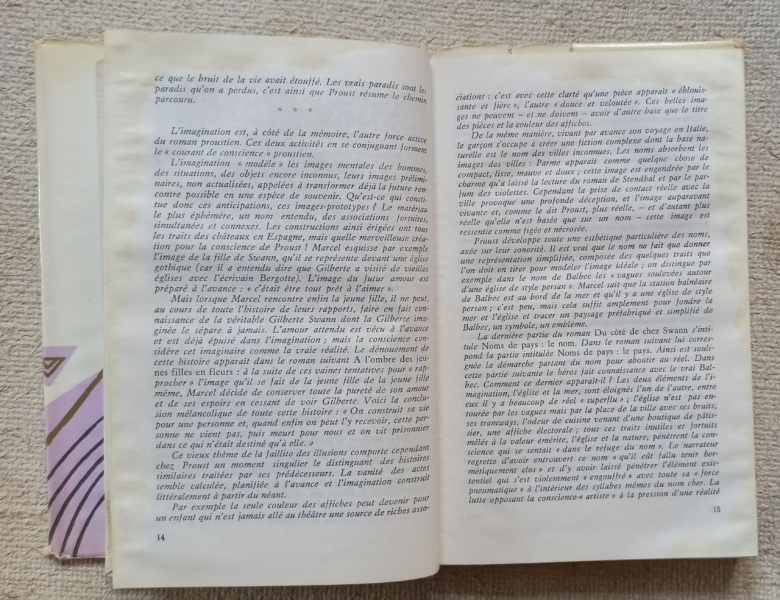 ce que le bruit de la vie avait étouffé. Les vrais paradis sont les
paradis qu'on a perdus, c'est ainsi que Proust résume le chemin
parcouru.
* * *
L'imagination est, à côté de la mémoire, l'autre force active
du roman proustien. Ces deux activités en se conjuguant forment
le « courant de conscience » proustien.
L'imagination « modèle » les images mentales des hommes,
des situations, des objets encore inconnus, leurs images prélimi-
naires, non actualisées, appelées à transformer déjà la future ren-
contre possible en une espèce de souvenir. Qu'est-ce qui consti-
tue donc ces anticipations, ces images-prototypes ? Le matériau
le plus éphémère, un nom entendu, des associations fortuites,
simultanées et connexes. Les constructions ainsi érigées ont tous
les traits des châteaux en Espagne, mais quelle merveilleuse créa-
tion pour la conscience de Proust ! Marcel esquisse par exemple
l'image de la fille de Swann, qu'il se représente devant une église
gothique (car il a entendu dire que Gilberte a visité de vieilles
églises avec l'écrivain Bergotte). L'image du futur amour est
préparé à l'avance : « c'était être tout prêt à l'aimer ».
Mais lorsque Marcel rencontre enfin la jeune fille, il ne peut,
au cours de toute l'histoire de leurs rapports, faire en fait con-
naissance de la véritable Gilberte Swann dont la Gilberte ima-
ginée le sépare à jamais. L'amour attendu est vécu à l'avance
et est déjà épuisé dans l'imagination ; mais la conscience con-
sidère cet imaginaire comme la vraie réalité. Le dénouement de
cette histoire apparaît dans le roman suivant A l'ombre des jeu-
nes filles en fleurs : à la suite de ces vaines tentatives pour « rap-
procher » l'image qu'il se fait de la jeune fille de la jeune fille
même, Marcel décide de conserver toute la pureté de son amour
et de ses espoirs en cessant de voir Gilberte. Voici la conclu-
sion mélancolique de toute cette histoire : « On construit sa vie
pour une personne et, quand enfin on peut l'y recevoir, cette per-
sonne ne vient pas, puis meurt pour nous et on vit prisonnier
dans ce qui n'était destiné qu'à elle. »
Ce vieux thème de la faillite des illusions comporte cependant
chez Proust un moment singulier le distinguant des histoires
similaires traitées par ses prédécesseurs. La vanité des actes
semble calculée, planifiée à l'avance et l'imagination construit
littéralement à partir du néant.
Par exemple la seule couleur des affiches peut devenir pour
un enfant qui n'est jamais allé au théâtre une source de riches asso-
14
ciations : c'est avec cette clarté qu'une pièce apparaît « éblouis-
sante et fière », l'autre « douce et veloutée ». Ces belles ima-
ges ne peuvent – et ne doivent – avoir d'autre base que le titre
des pièces et la couleur des affiches.
De la même manière, vivant par avance son voyage en Italie,
le garçon s'occupe à créer une fiction complexe dont la base na-
turelle est le nom des villes inconnues. Les noms absorbent les
images des villes : Parme apparaît comme quelque chose de
compact, lisse, mauve et doux ; cette image est engendrée par le
charme qu'a laissé la lecture du roman de Stendhal et par le par-
fum des violettes. Cependant la prise de contact réelle avec la
ville provoque une profonde déception, et l'image auparavant
vivante et, comme le dit Proust, plus réelle, – et d'autant plus
réelle qu'elle n'est basée que sur un nom – cette image est
ressentie comme figée et nécrosée.
Proust développe toute une esthétique particulière des noms,
axée sur leur sonorité. Il est vrai que le nom ne fait que donner
une représentation simplifiée, composée des quelques traits que
l'on doit en tirer pour modeler l'image idéale ; on distingue par
exemple dans le nom de Balbec les « vagues soulevées autour
d'une église de style persan ». Marcel sait que la station balnéaire
de Balbec est au bord de la mer et qu'il y a une église de style
persan ; c'est peu, mais cela suffit amplement pour fondre la
mer et l'église et tracer un paysage préfabriqué et simplifié de
Balbec, un symbole, un emblème.
La dernière partie du roman Du côté de chez Swann s'inti-
tule Noms de pays : le nom. Dans le roman suivant lui corres-
pond la partie intitulée Noms de pays : le pays. Ainsi est souli-
gnée la démarche partant du nom pour aboutir au réel. Dans
cette partie suivante le héros fait connaissance avec le vrai Bal-
bec. Comment ce dernier apparaît-il ? Les deux éléments de l'i-
magination, l'église et la mer, sont éloignés l'un de l'autre, entre
eux il y a beaucoup de réel « superflu » ; l'église n'est pas en-
tourée par les vagues mais par la place de la ville avec ses bruits,
ses tramways, l'odeur de cuisine venant d'une boutique de pâtis-
sier, une affiche électorale ; tous ces traits inutiles et fortuits
mêlés à la valeur émérite, l'église et la nature, pénètrent la con-
science qui se sentait « dans le refuge du nom ». Le narrateur
regrette d'avoir entrouvert ce nom « qu'il eût fallu tenir her-
métiquement clos » et d'y avoir laissé pénétrer l'élément exis-
tentiel qui s'est violemment « engouffré » avec toute sa « force
pneumatique » à l'intérieur des syllabes mêmes du nom cher. La
lutte opposant la conscience-« artiste » à la pression d'une réalité
15